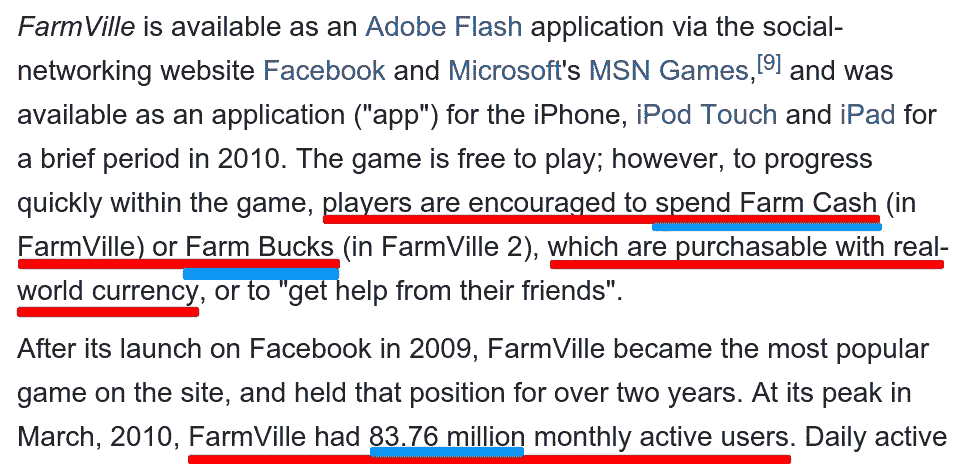 FarmVille is available as an Adobe Flash application via the social-
networking website Facebook and Microsoft's MSN Games,[9] and was
available as an application ("app") for the iPhone, iPod Touch and iPad for
a brief period in 2010. The game is free to play; however, to progress
quickly within the game, players are encouraged to spend Farm Cash (in
FarmVille) or Farm Bucks (in FarmVille 2), which are purchasable with real-
world currency, or to "get help from their friends".
After its launch on Facebook in 2009, FarmVille became the most popular
game on the site, and held that position for over two years. At its peak in
March, 2010, FarmVille had 83.76 million monthly active users. Daily active